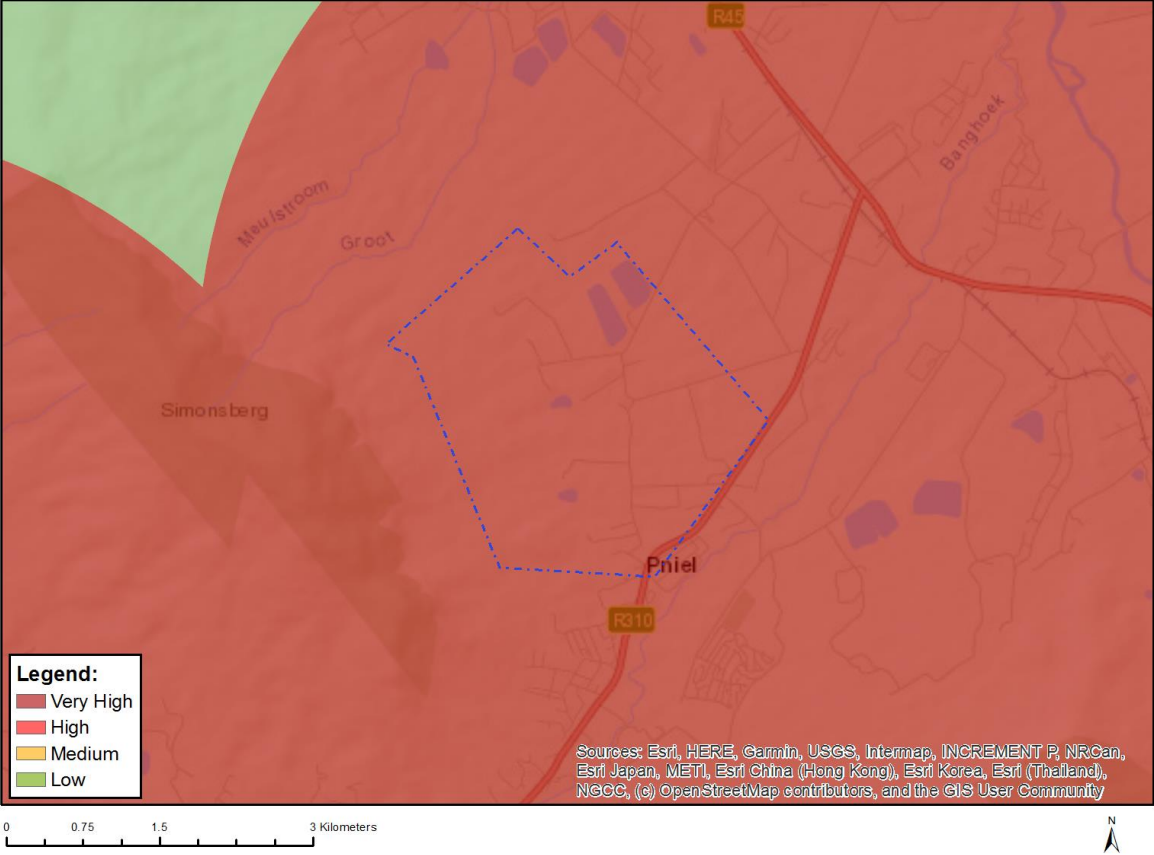 R45
Banghoek
Meulstroom
Groot
Simonsberg
Pniel
R310
Legend:
Very High
High
Medium
Low
Sources: Esri, HERE, Garmin, USGS, Intermap, INCREMENT P, NRCan,
Esri Japan, METI, Esri China (Hong Kong), Esri Korea, Esri (Thailand),
NGCC, (c) OpenStreetMap contributors, and the GIS User Community
0 0.75 1.5 3 Kilometers
N